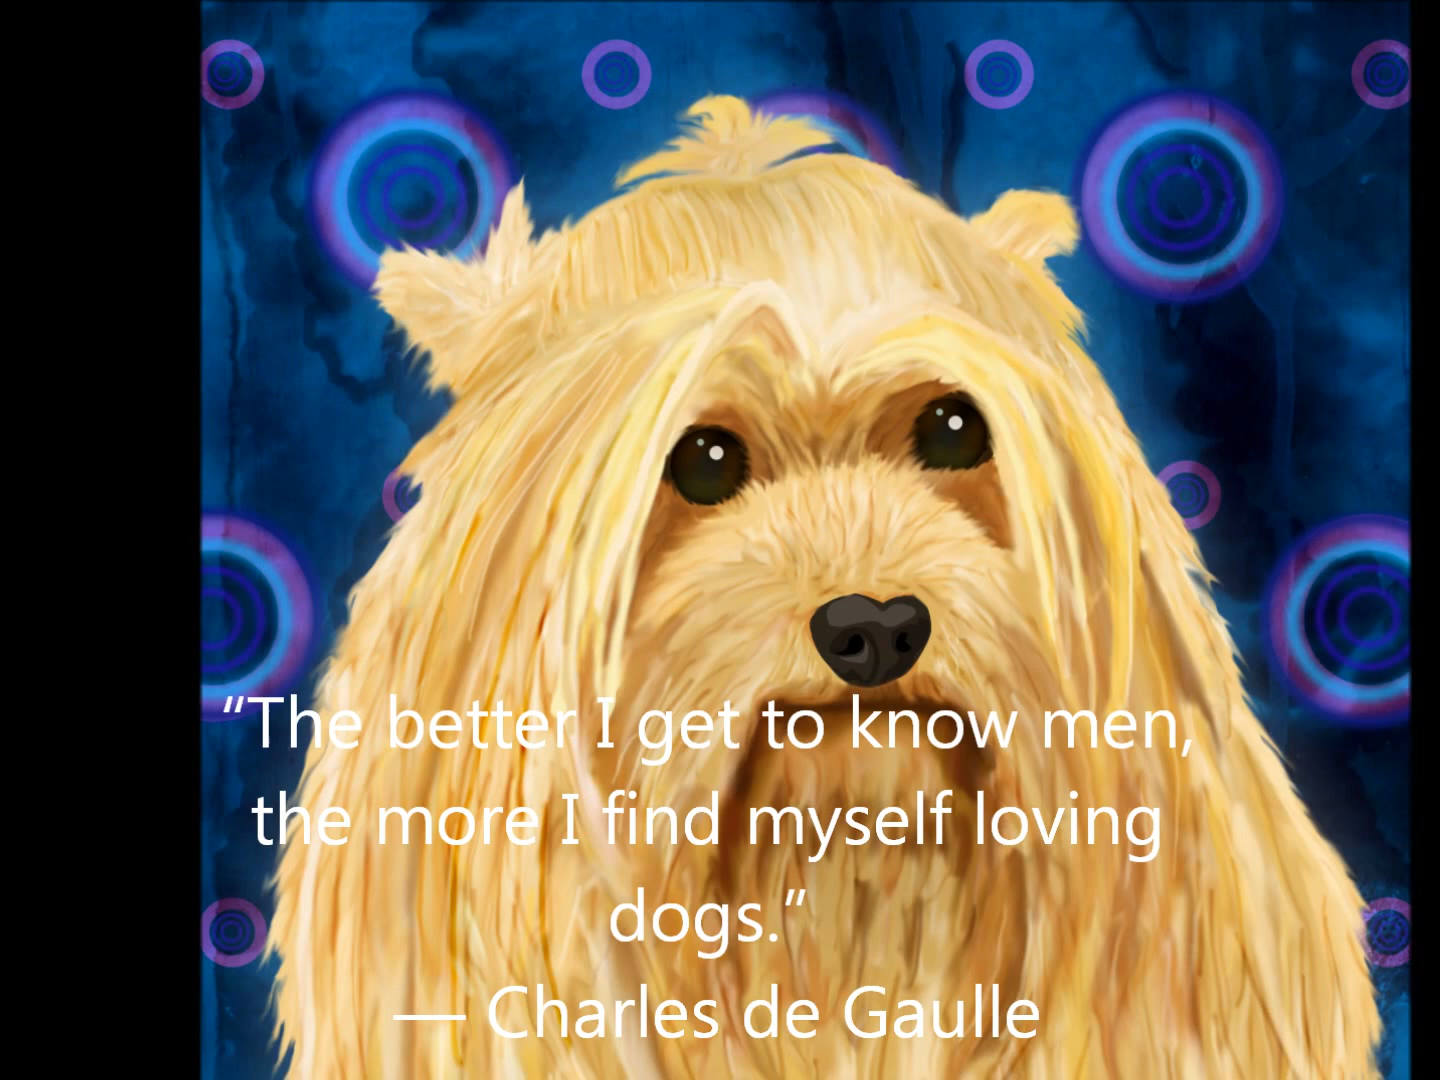 “The better I get to know men,
the more I find myself loving
dogs.”
— Charles de Gaulle